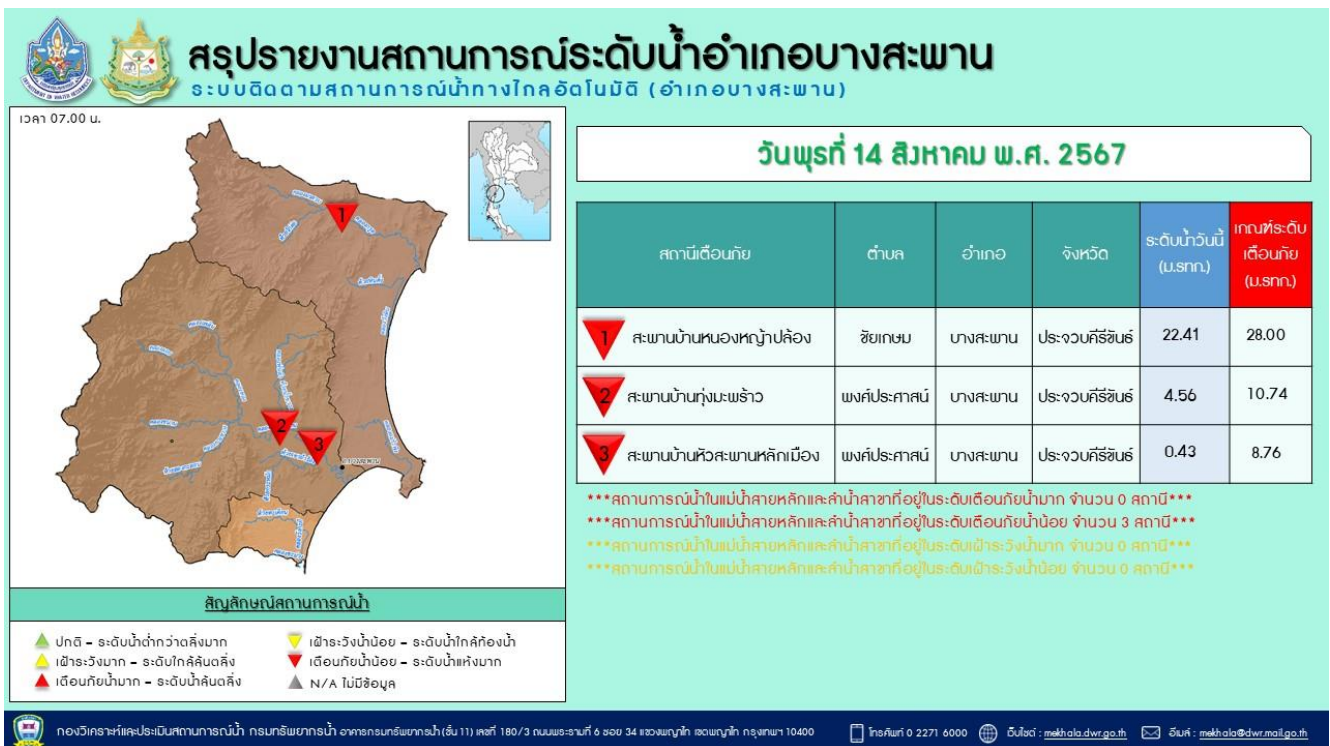 สรุปรายงานสถานการณ์ระดับน้ำอำเภอบางสะพาน
ระบบติดตามสถานการณ์น้ำทางไกลอัตโนมัติ (อำเภอบางสะพาน)
เวลา 07.00 น.
1
2
3
สัญลักษณ์สถานการณ์น้ำ
ปกติ – ระดับน้ำต่ำกว่าตลิ่งมาก
เฝ้าระวังมาก – ระดับใกล้ล้นตลิ่ง
เตือนภัยน้ำมาก – ระดับน้ำล้นตลิ่ง
เฝ้าระวังน้ำน้อย – ระดับน้ำใกล้ท้องน้ำ
เตือนภัยน้ำน้อย – ระดับน้ำแห้งมาก
N/A ไม่มีข้อมูล
วันพุธที่ 14 สิงหาคม พ.ศ. 2567
สถานีเตือนภัย ตำบล อำเภอ จังหวัด ระดับน้ำวันนี้ (ม.รทก.) เกณฑ์ระดับเตือนภัย (ม.รทก.)
1 สะพานบ้านหนองหญ้าปล้อง ชัยเกษม บางสะพาน ประจวบคีรีขันธ์ 22.41 28.00
2 สะพานบ้านทุ่งมะพร้าว พงศ์ประศาสน์ บางสะพาน ประจวบคีรีขันธ์ 4.56 10.74
3 สะพานบ้านหัวสะพานหลักเมือง พงศ์ประศาสน์ บางสะพาน ประจวบคีรีขันธ์ 0.43 8.76
***สถานการณ์น้ำในแม่น้ำสายหลักและลำน้ำสาขาที่อยู่ในระดับเตือนภัยน้ำมาก จำนวน 0 สถานี***
***สถานการณ์น้ำในแม่น้ำสายหลักและลำน้ำสาขาที่อยู่ในระดับเตือนภัยน้ำน้อย จำนวน 3 สถานี***
***สถานการณ์น้ำในแม่น้ำสายหลักและลำน้ำสาขาที่อยู่ในระดับเฝ้าระวังน้ำมาก จำนวน 0 สถานี***
***สถานการณ์น้ำในแม่น้ำสายหลักและลำน้ำสาขาที่อยู่ในระดับเฝ้าระวังน้ำน้อย จำนวน 0 สถานี***
กองวิเคราะห์และประเมินสถานการณ์น้ำ กรมทรัพยากรน้ำ อาคารกรมทรัพยากรน้ำ (ชั้น 11) เลขที่ 180/3 ถนนพระรามที่ 6 ซอย 34 แขวงพญาไท เขตพญาไท กรุงเทพฯ 10400 โทรศัพท์ 0 2271 6000 เว็บไซต์ : mekhala.dwr.go.th อีเมล์ : mekhala@dwr.mail.go.th